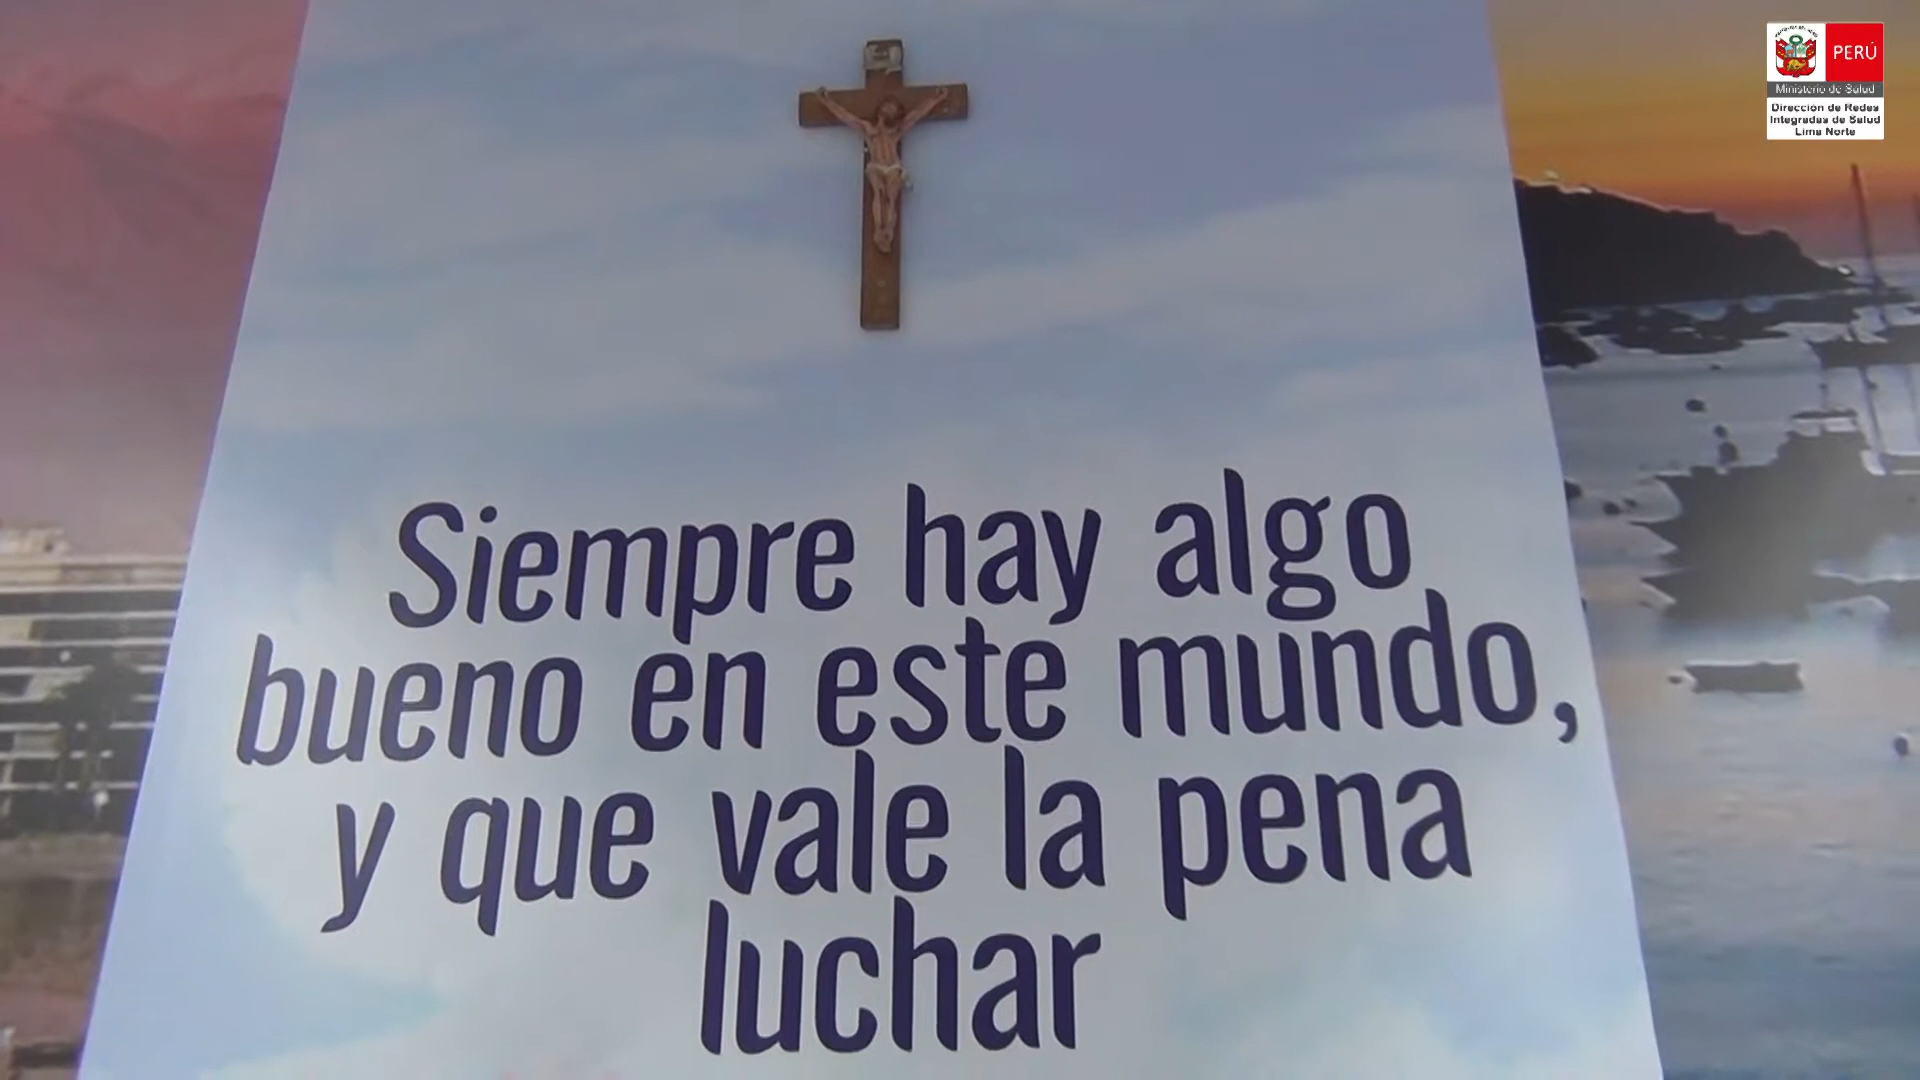 PERÚ
Ministerio de Salud
Dirección de Redes
Integradas de Salud
Lima Norte
Siempre hay algo
bueno en este mundo,
y que vale la pena
luchar